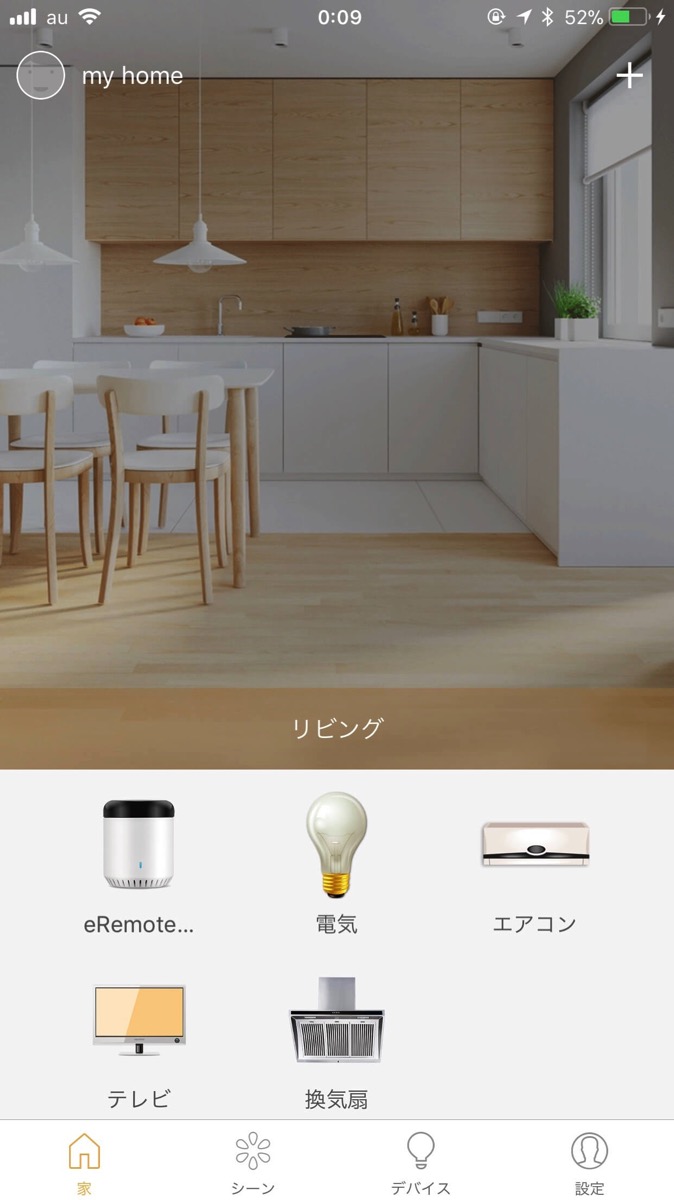 au 0:09 52%
my home
リビング
eRemote...
電気
エアコン
テレビ
換気扇
家
シーン
デバイス
設定